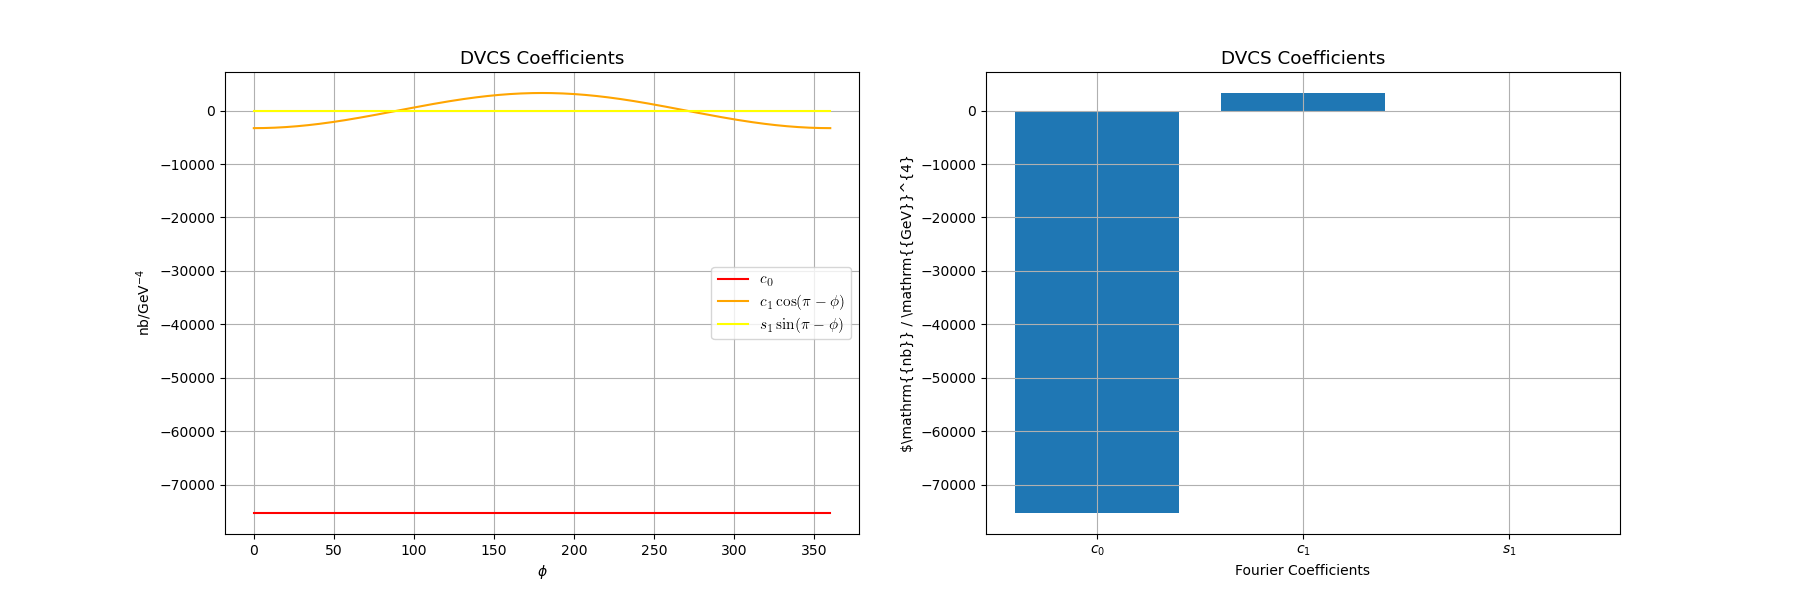 DVCS Coefficients
0
−10000
−20000
−30000
−40000
−50000
−60000
−70000
nb/GeV⁻⁴
c₀
c₁ cos(π − ϕ)
s₁ sin(π − ϕ)
0 50 100 150 200 250 300 350
ϕ
DVCS Coefficients
0
−10000
−20000
−30000
−40000
−50000
−60000
−70000
$\mathrm{{nb}} / \mathrm{{GeV}}^{4}
c₀ c₁ s₁
Fourier Coefficients